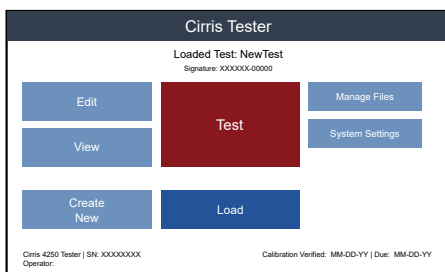 Cirris Tester
Loaded Test: NewTest
Signature: XXXXXX-00000
Edit
View
Test
Manage Files
System Settings
Create
New
Load
Cirris 4250 Tester | SN: XXXXXXXX
Operator:
Calibration Verified:  MM-DD-YY | Due:  MM-DD-YY